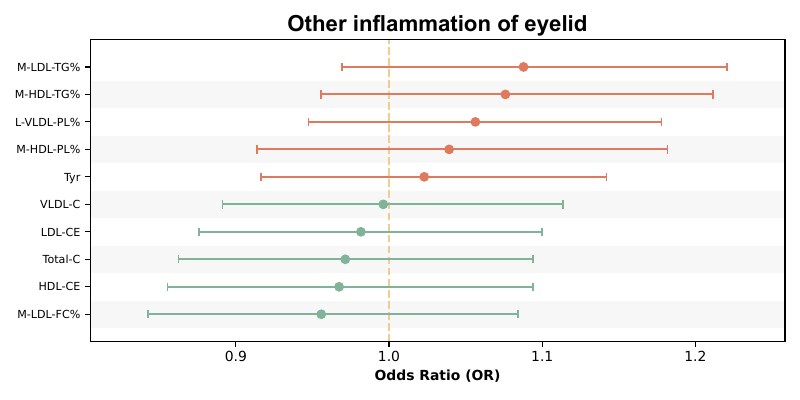 Other inflammation of eyelid
M-LDL-TG%
M-HDL-TG%
L-VLDL-PL%
M-HDL-PL%
Tyr
VLDL-C
LDL-CE
Total-C
HDL-CE
M-LDL-FC%
0.9 1.0 1.1 1.2
Odds Ratio (OR)